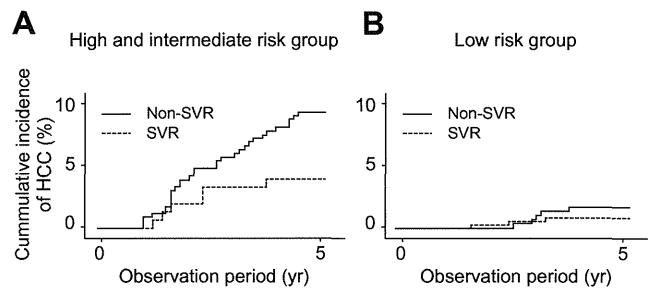 A
High and intermediate risk group
Cummulative incidence
of HCC (%)
10
5
0
Non-SVR
SVR
0
5
Observation period (yr)
B
Low risk group
10
5
0
Non-SVR
SVR
0
5
Observation period (yr)